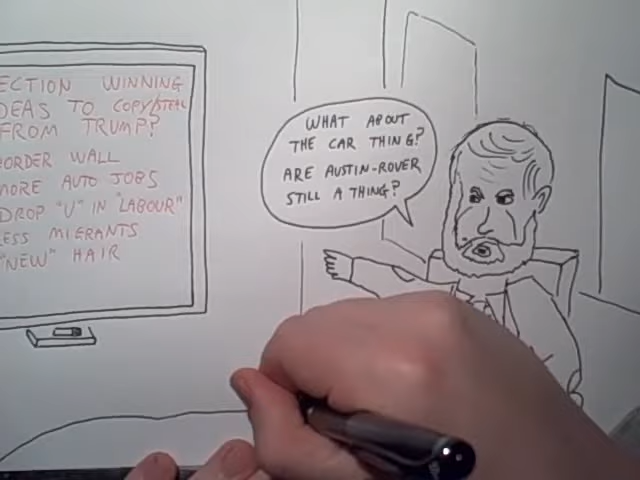 ECTION WINNING
DEAS TO COPY/STEAL
FROM TRUMP?
ORDER WALL
MORE AUTO JOBS
DROP "U" IN "LABOUR"
ESS MIGRANTS
"NEW" HAIR
WHAT ABOUT
THE CAR THING?
ARE AUSTIN-ROVER
STILL A THING?